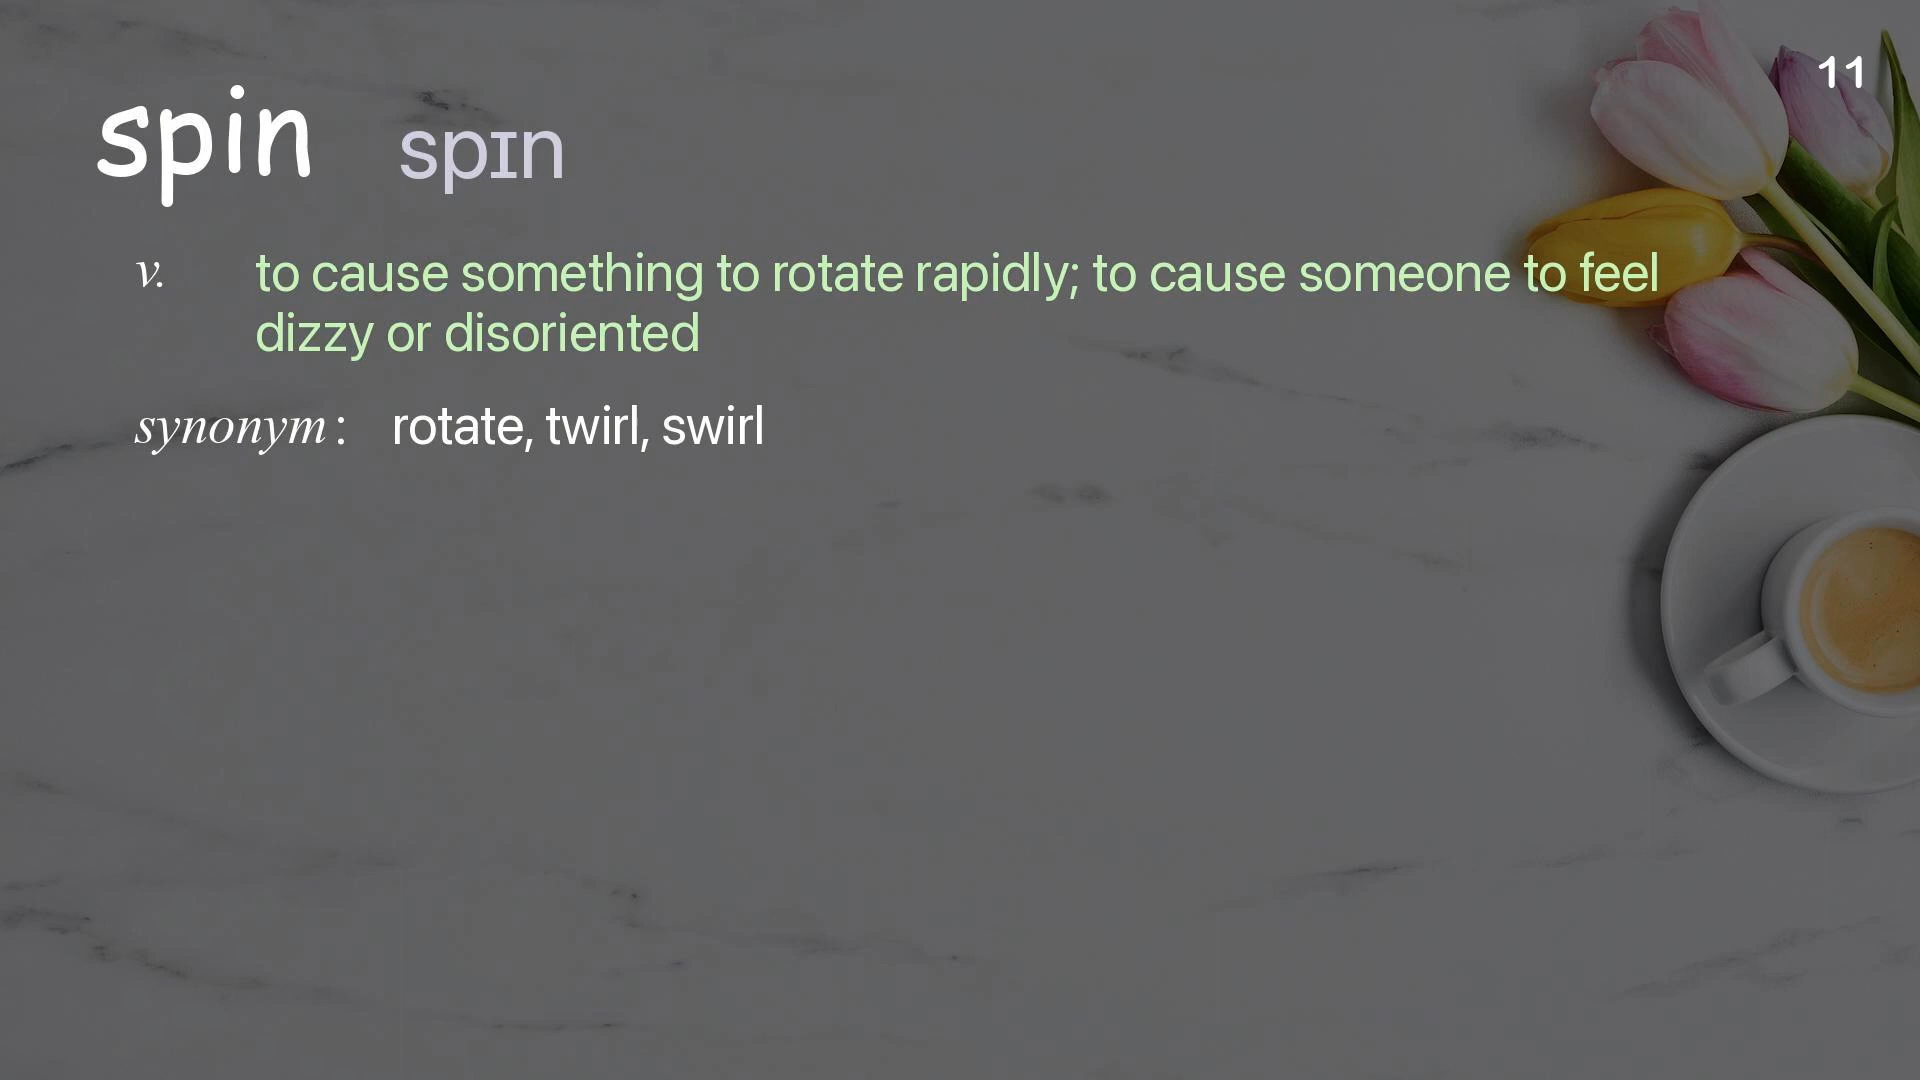 11
spin spɪn
v. to cause something to rotate rapidly; to cause someone to feel
dizzy or disoriented
synonym: rotate, twirl, swirl